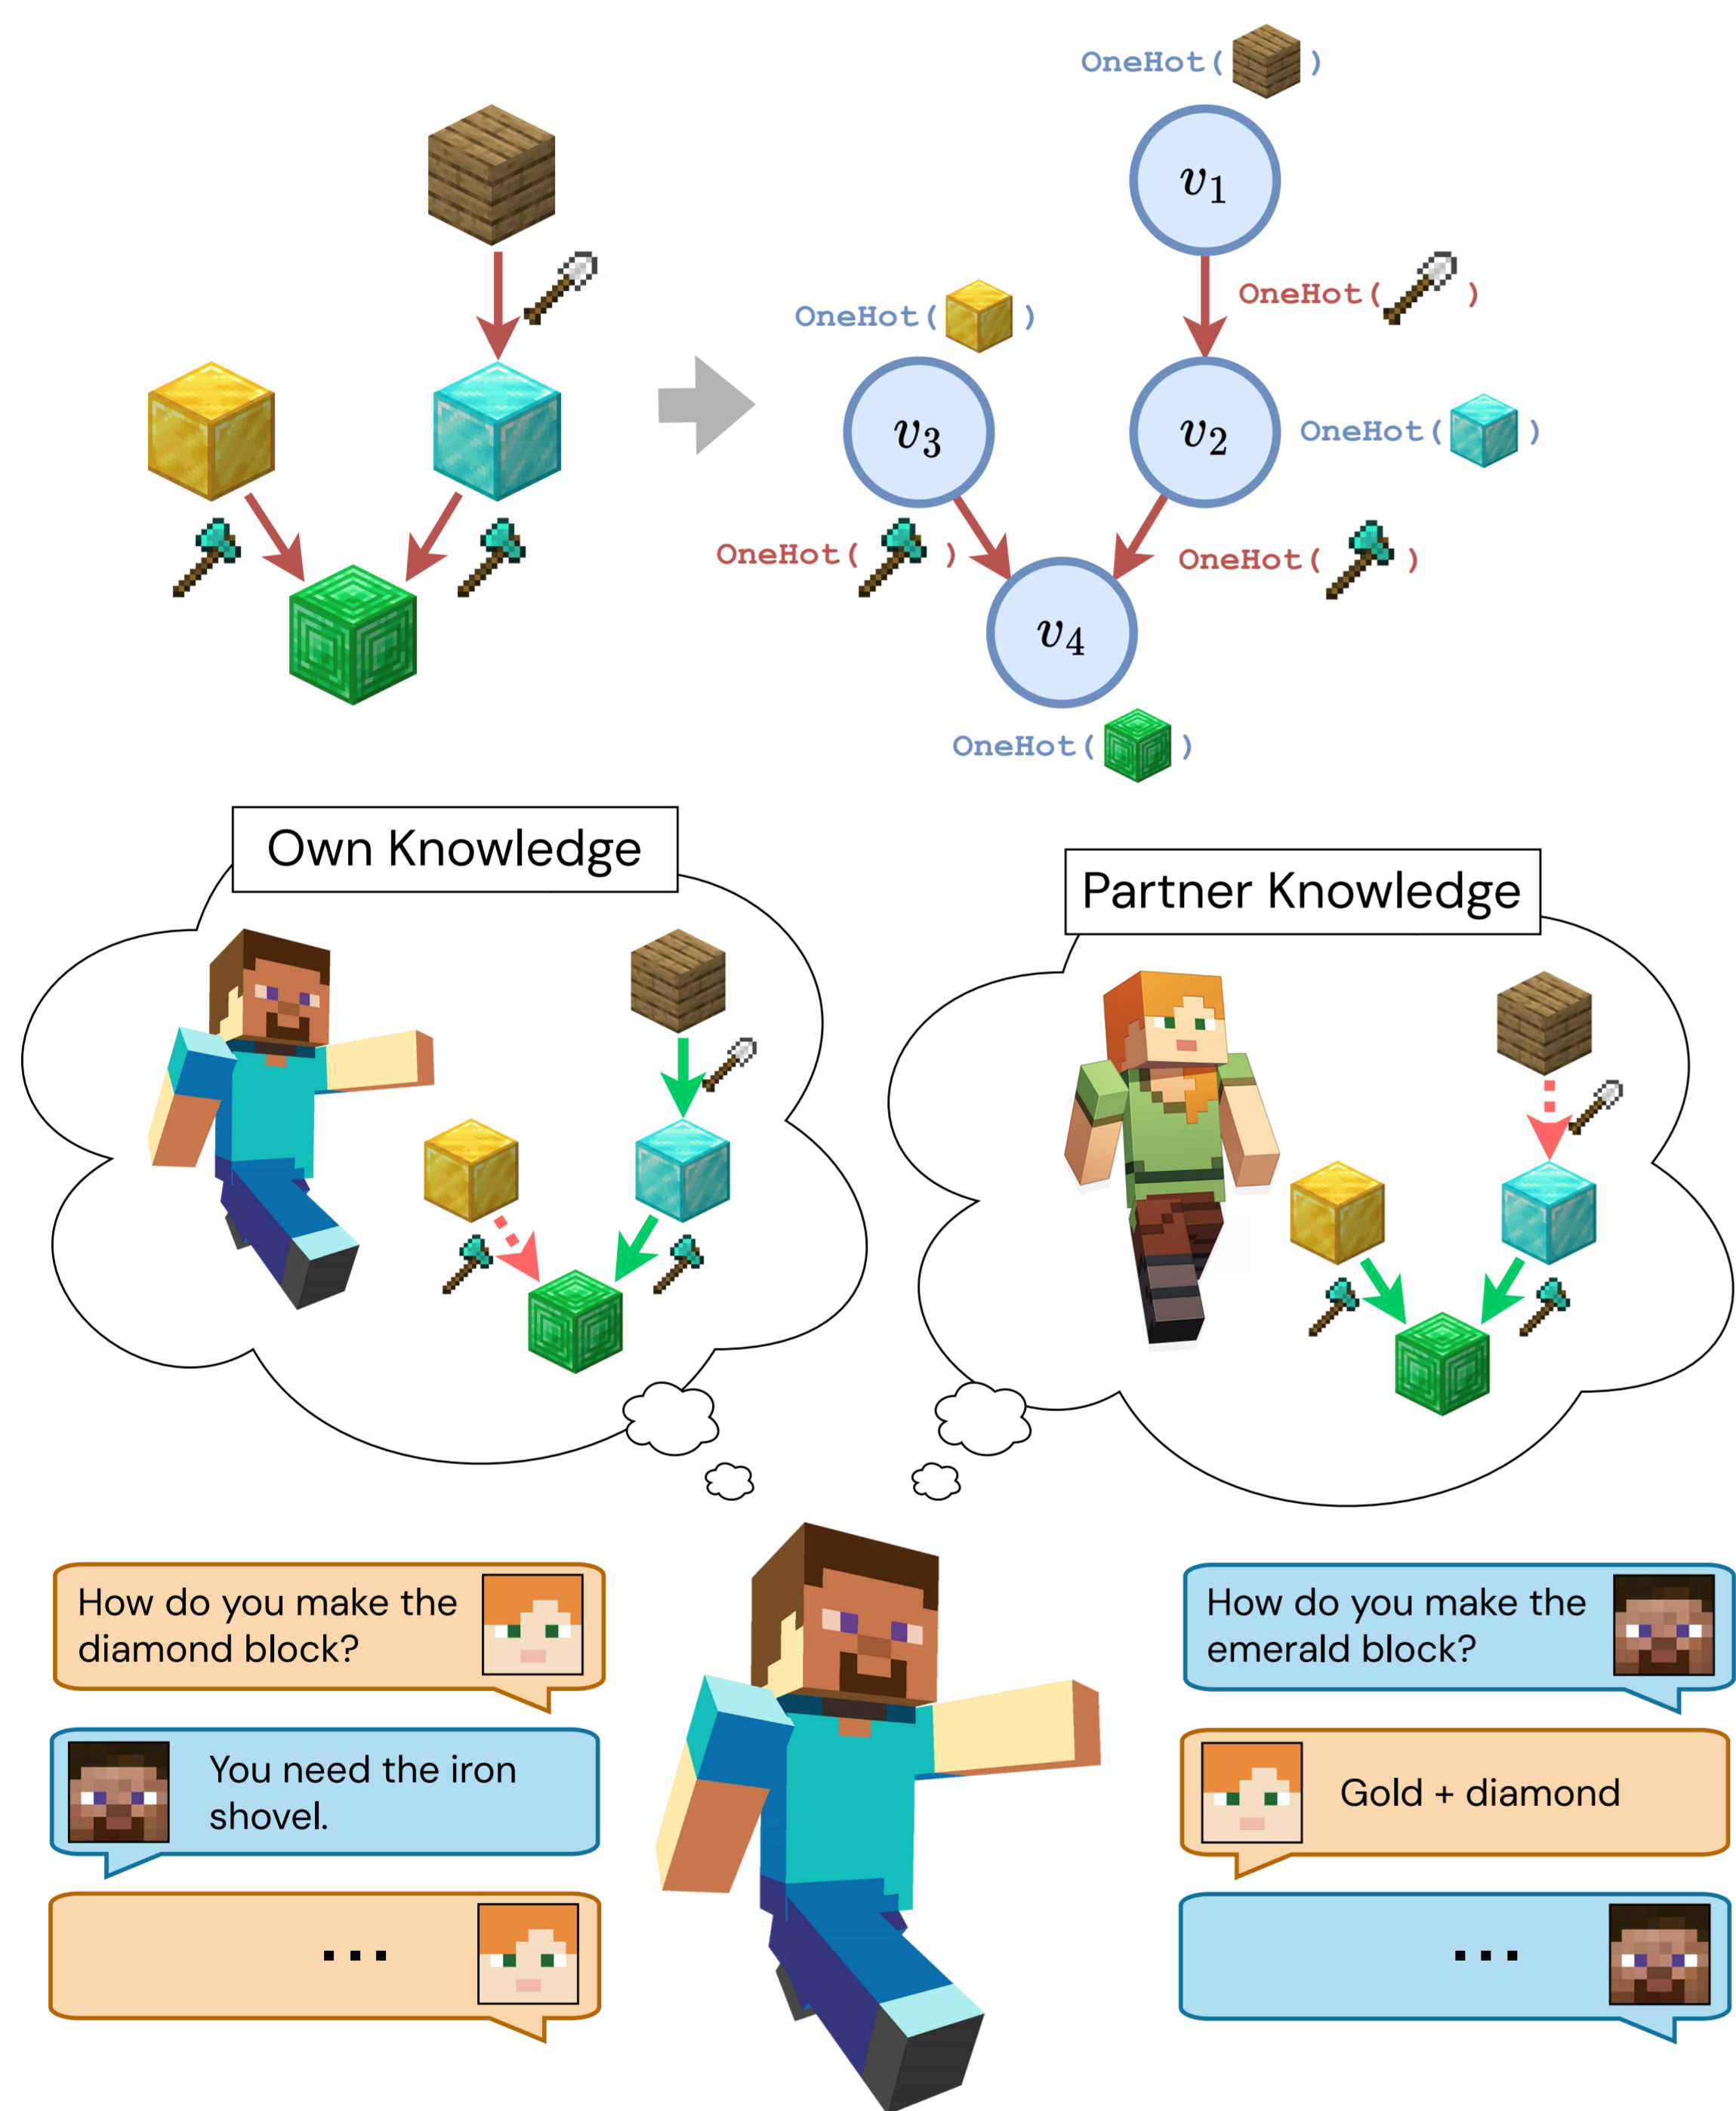 OneHot( )
v1
OneHot( )
OneHot( )
v3
v2
OneHot( )
OneHot( )
OneHot( )
v4
OneHot( )
Own Knowledge
Partner Knowledge
How do you make the
diamond block?
You need the iron
shovel.
...
How do you make the
emerald block?
Gold + diamond
...